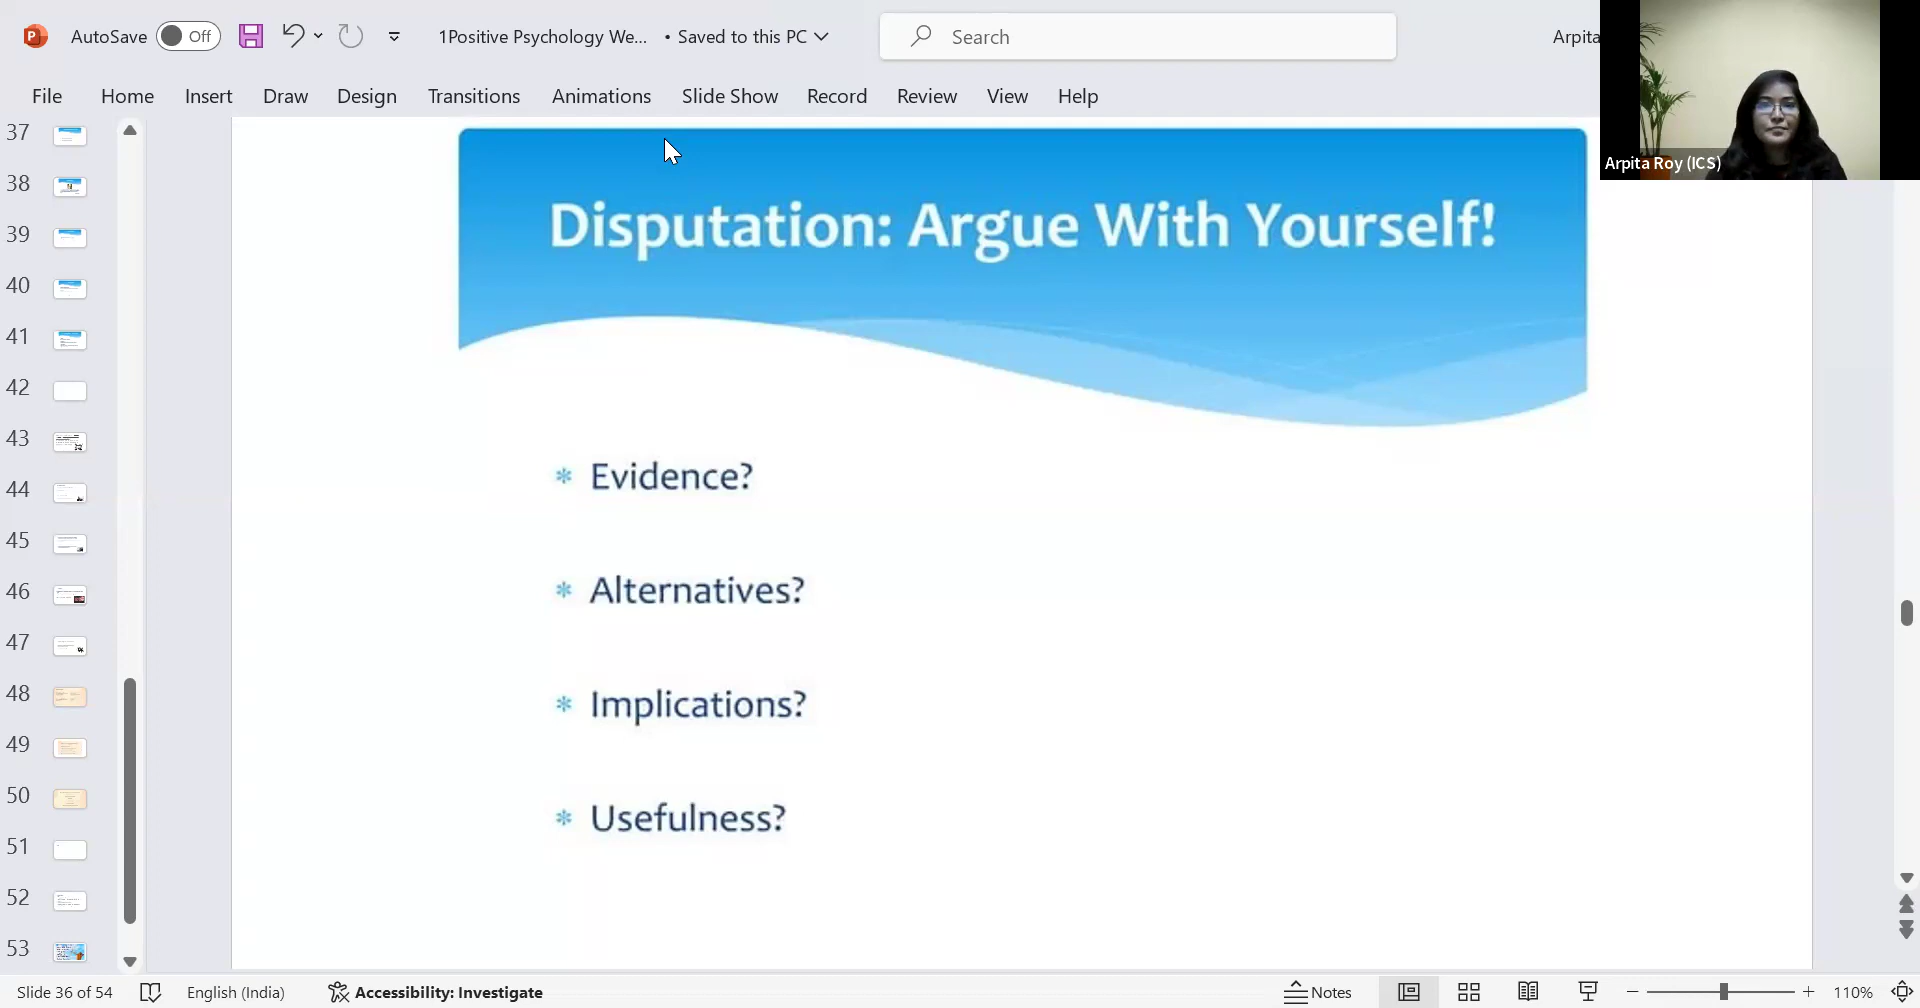 AutoSave Off 1Positive Psychology We... • Saved to this PC Search Arpita
File Home Insert Draw Design Transitions Animations Slide Show Record Review View Help
Arpita Roy (ICS)
37
38
39
40
41
42
43
44
45
46
47
48
49
50
51
52
53
Disputation: Argue With Yourself!
* Evidence?
* Alternatives?
* Implications?
* Usefulness?
Slide 36 of 54 English (India) Accessibility: Investigate Notes 110%